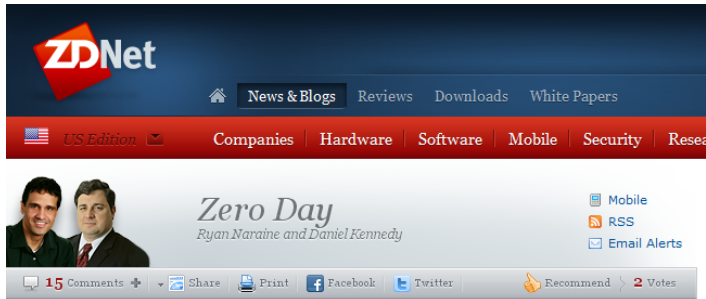 ZDNet
News & Blogs Reviews Downloads White Papers
US Edition Companies Hardware Software Mobile Security Resea
Zero Day
Ryan Naraine and Daniel Kennedy
Mobile
RSS
Email Alerts
15 Comments + Share Print Facebook Twitter Recommend 2 Votes